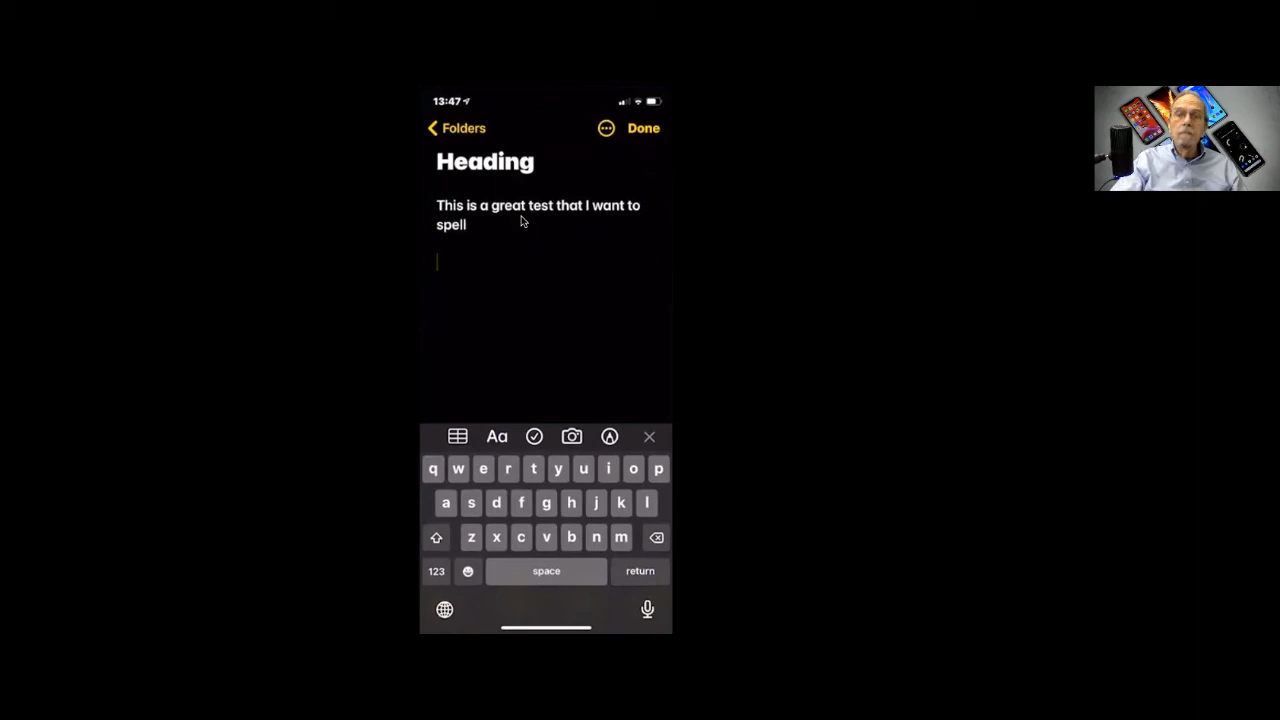 13:47
Folders
Done
Heading
This is a great test that I want to
spell
Aa
q w e r t y u i o p
a s d f g h j k l
z x c v b n m
123 space return